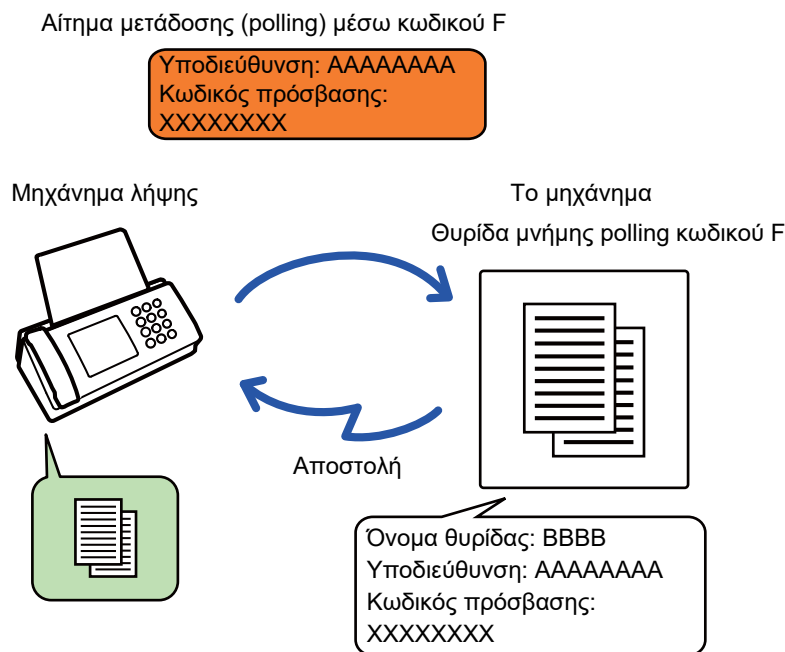 Αίτημα μετάδοσης (polling) μέσω κωδικού F
Υποδιεύθυνση: AAAAAAAA
Κωδικός πρόσβασης:
XXXXXXXX
Μηχάνημα λήψης
Το μηχάνημα
Θυρίδα μνήμης polling κωδικού F
Αποστολή
Όνομα θυρίδας: BBBB
Υποδιεύθυνση: AAAAAAAA
Κωδικός πρόσβασης:
XXXXXXXX